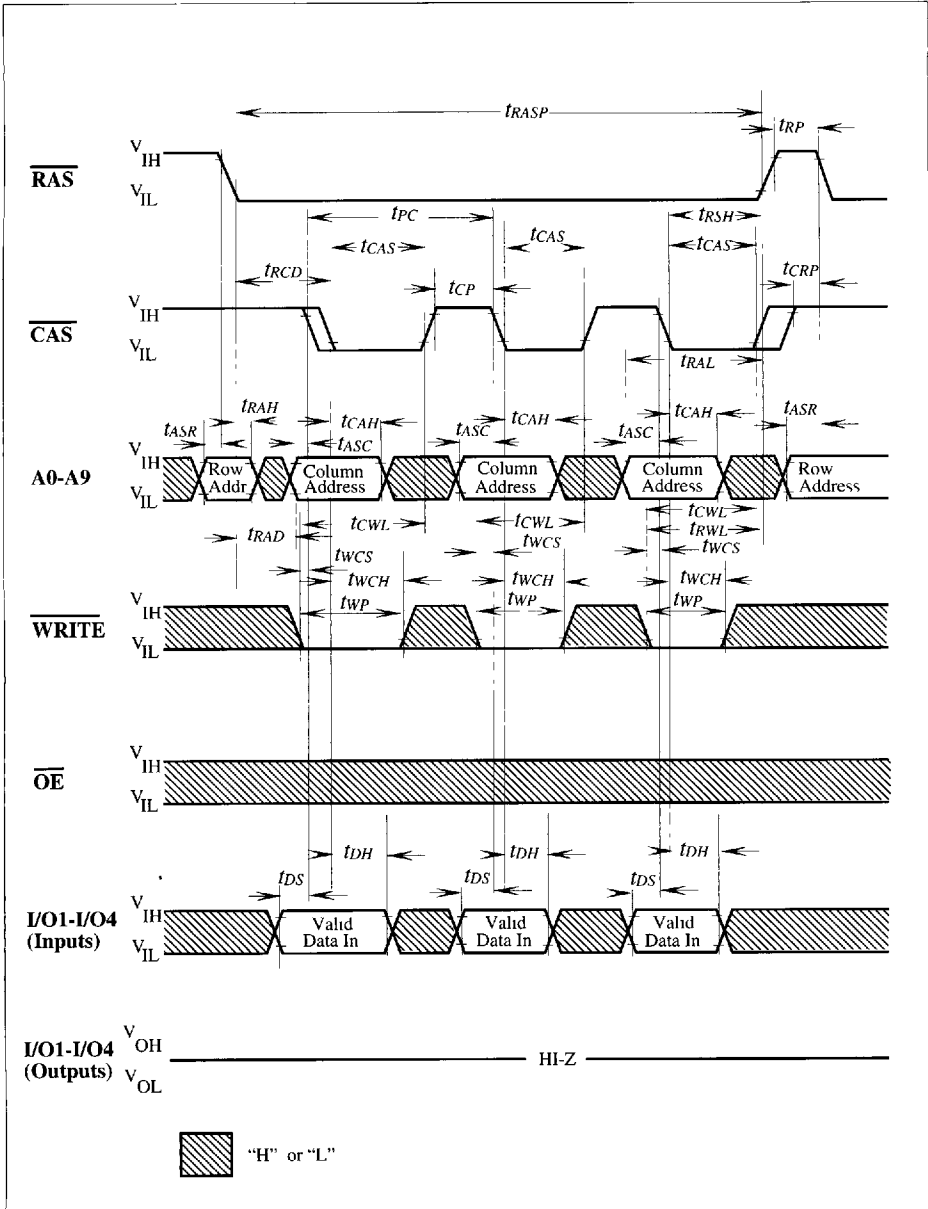 tRASP
tRP
VIH
RAS
VIL
tPC
tRSH
tCAS
tCAS
tCAS
tRCD
tCP
tCRP
VIH
CAS
VIL
tRAL
tRAH
tCAH
tCAH
tCAH
tASR
tASR
tASC
tASC
tASC
VIH
A0-A9
VIL
Row Addr
Column Address
Column Address
Column Address
Row Address
tCWL
tCWL
tCWL
tRWL
tRAD
tWCS
tWCS
tWCS
tWCH
tWCH
tWCH
tWP
tWP
tWP
VIH
WRITE
VIL
VIH
OE
VIL
tDH
tDH
tDH
tDS
tDS
tDS
VIH
I/O1-I/O4
(Inputs)
VIL
Valid Data In
Valid Data In
Valid Data In
VOH
I/O1-I/O4
(Outputs)
VOL
HI-Z
“H” or “L”